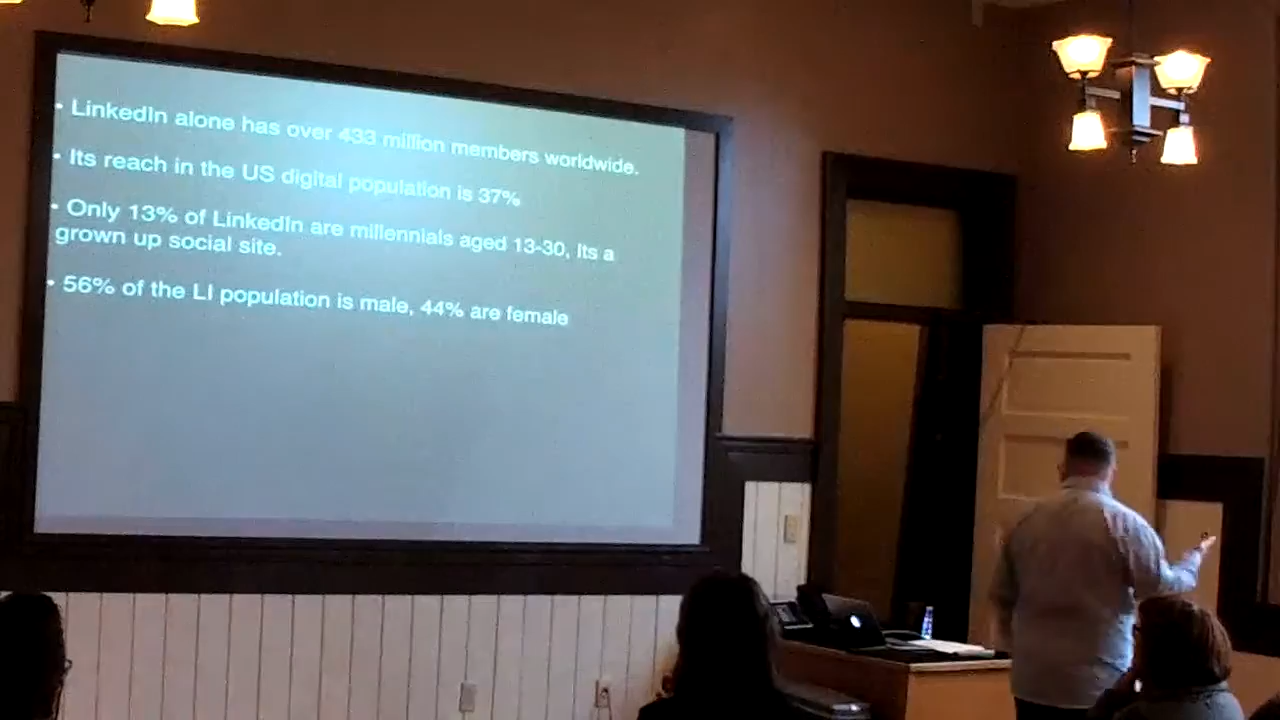 • LinkedIn alone has over 433 million members worldwide.
• Its reach in the US digital population is 37%
• Only 13% of LinkedIn are millennials aged 13-30, Its a
grown up social site.
• 56% of the LI population is male, 44% are female